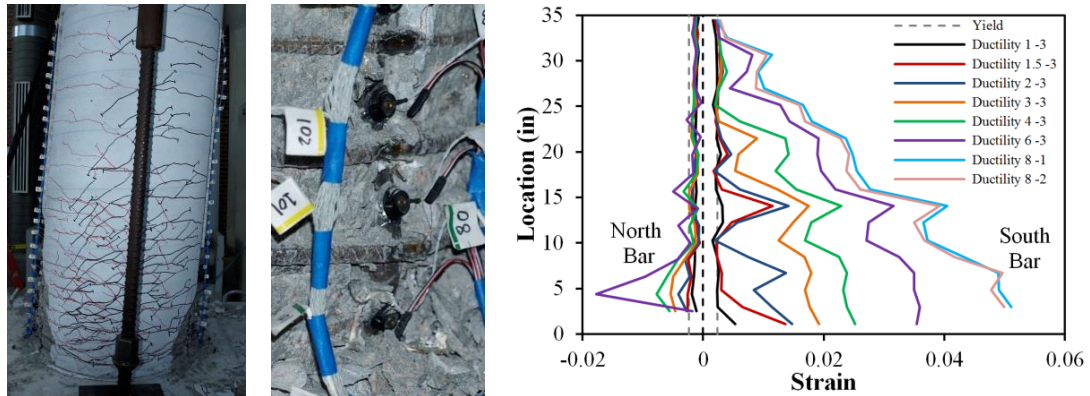 102
101
80
35
30
25
20
15
10
5
0
Location (in)
Yield
Ductility 1 -3
Ductility 1.5 -3
Ductility 2 -3
Ductility 3 -3
Ductility 4 -3
Ductility 6 -3
Ductility 8 -1
Ductility 8 -2
North
Bar
South
Bar
-0.02
0
0.02
0.04
0.06
Strain